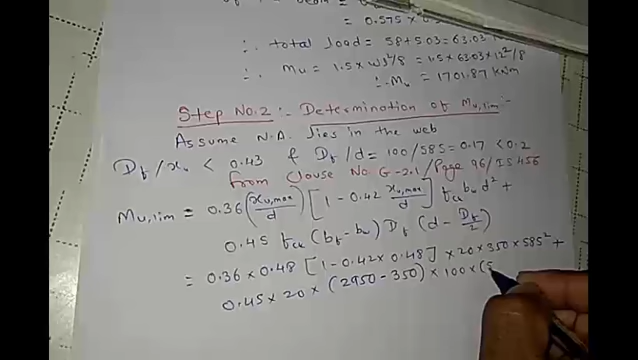 = 0.575 ×
∴ total load = 58+5.03 = 63.03
∴ Mu = 1.5 × wl²/8 = 1.5 × 63.03 × 12²/8
∴ Mu = 1701.87 kNm
Step No.2 :- Determination of Mu,lim :-
Assume N.A. lies in the web
Df/xu < 0.43 & Df/d = 100/585 = 0.17 < 0.2
from Clouse No G-2.1/Page 96/IS 456
Mu,lim = 0.36 (xu,max/d) [1 - 0.42 xu,max/d] fck bw d² +
0.45 fck (bf - bw) Df (d - Df/2)
= 0.36 × 0.48 [1 - 0.42 × 0.48] × 20 × 350 × 585² +
0.45 × 20 × (2950 - 350) × 100 × (5